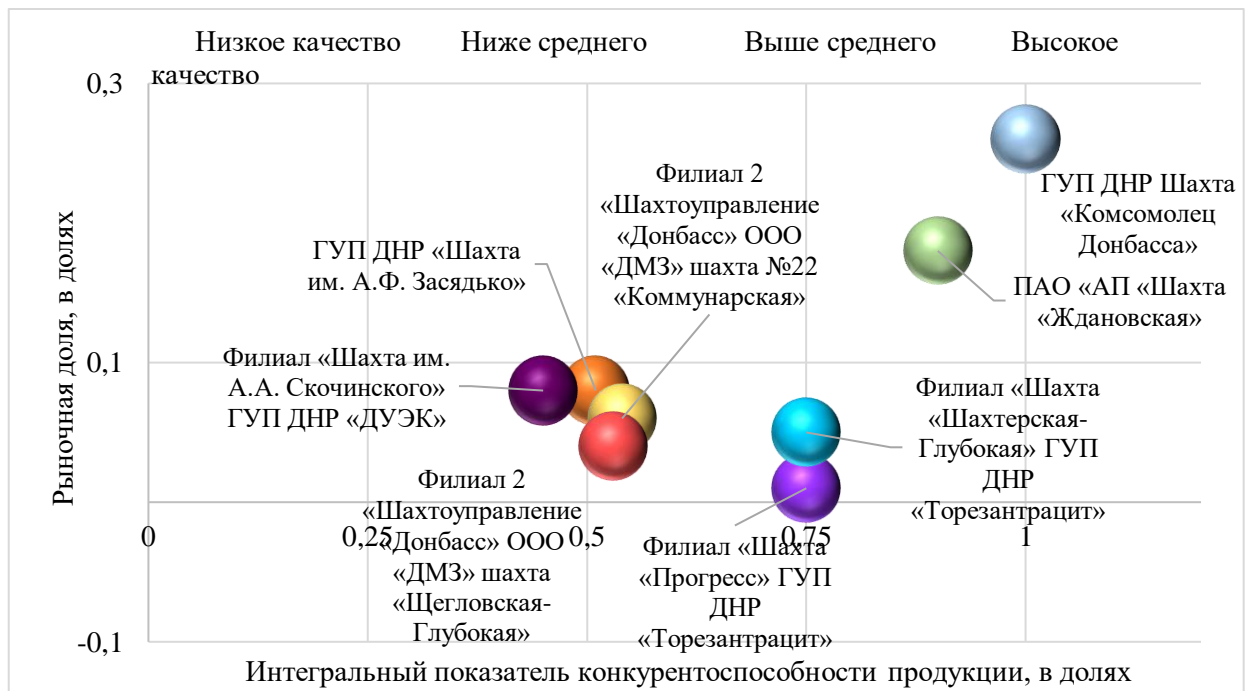 Низкое качество Ниже среднего Выше среднего Высокое
качество
0,3
0,1
-0,1
Рыночная доля, в долях
ГУП ДНР Шахта
«Комсомолец
Донбасса»
ПАО «АП «Шахта
«Ждановская»
Филиал 2
«Шахтоуправление
«Донбасс» ООО
«ДМЗ» шахта №22
«Коммунарская»
ГУП ДНР «Шахта
им. А.Ф. Засядько»
Филиал «Шахта им.
А.А. Скочинского»
ГУП ДНР «ДУЭК»
Филиал «Шахта
«Шахтерская-
Глубокая» ГУП
ДНР
«Торезантрацит»
Филиал 2
«Шахтоуправление
«Донбасс» ООО
«ДМЗ» шахта
«Щегловская-
Глубокая»
Филиал «Шахта
«Прогресс» ГУП
ДНР
«Торезантрацит»
0 0,25 0,5 0,75 1
Интегральный показатель конкурентоспособности продукции, в долях